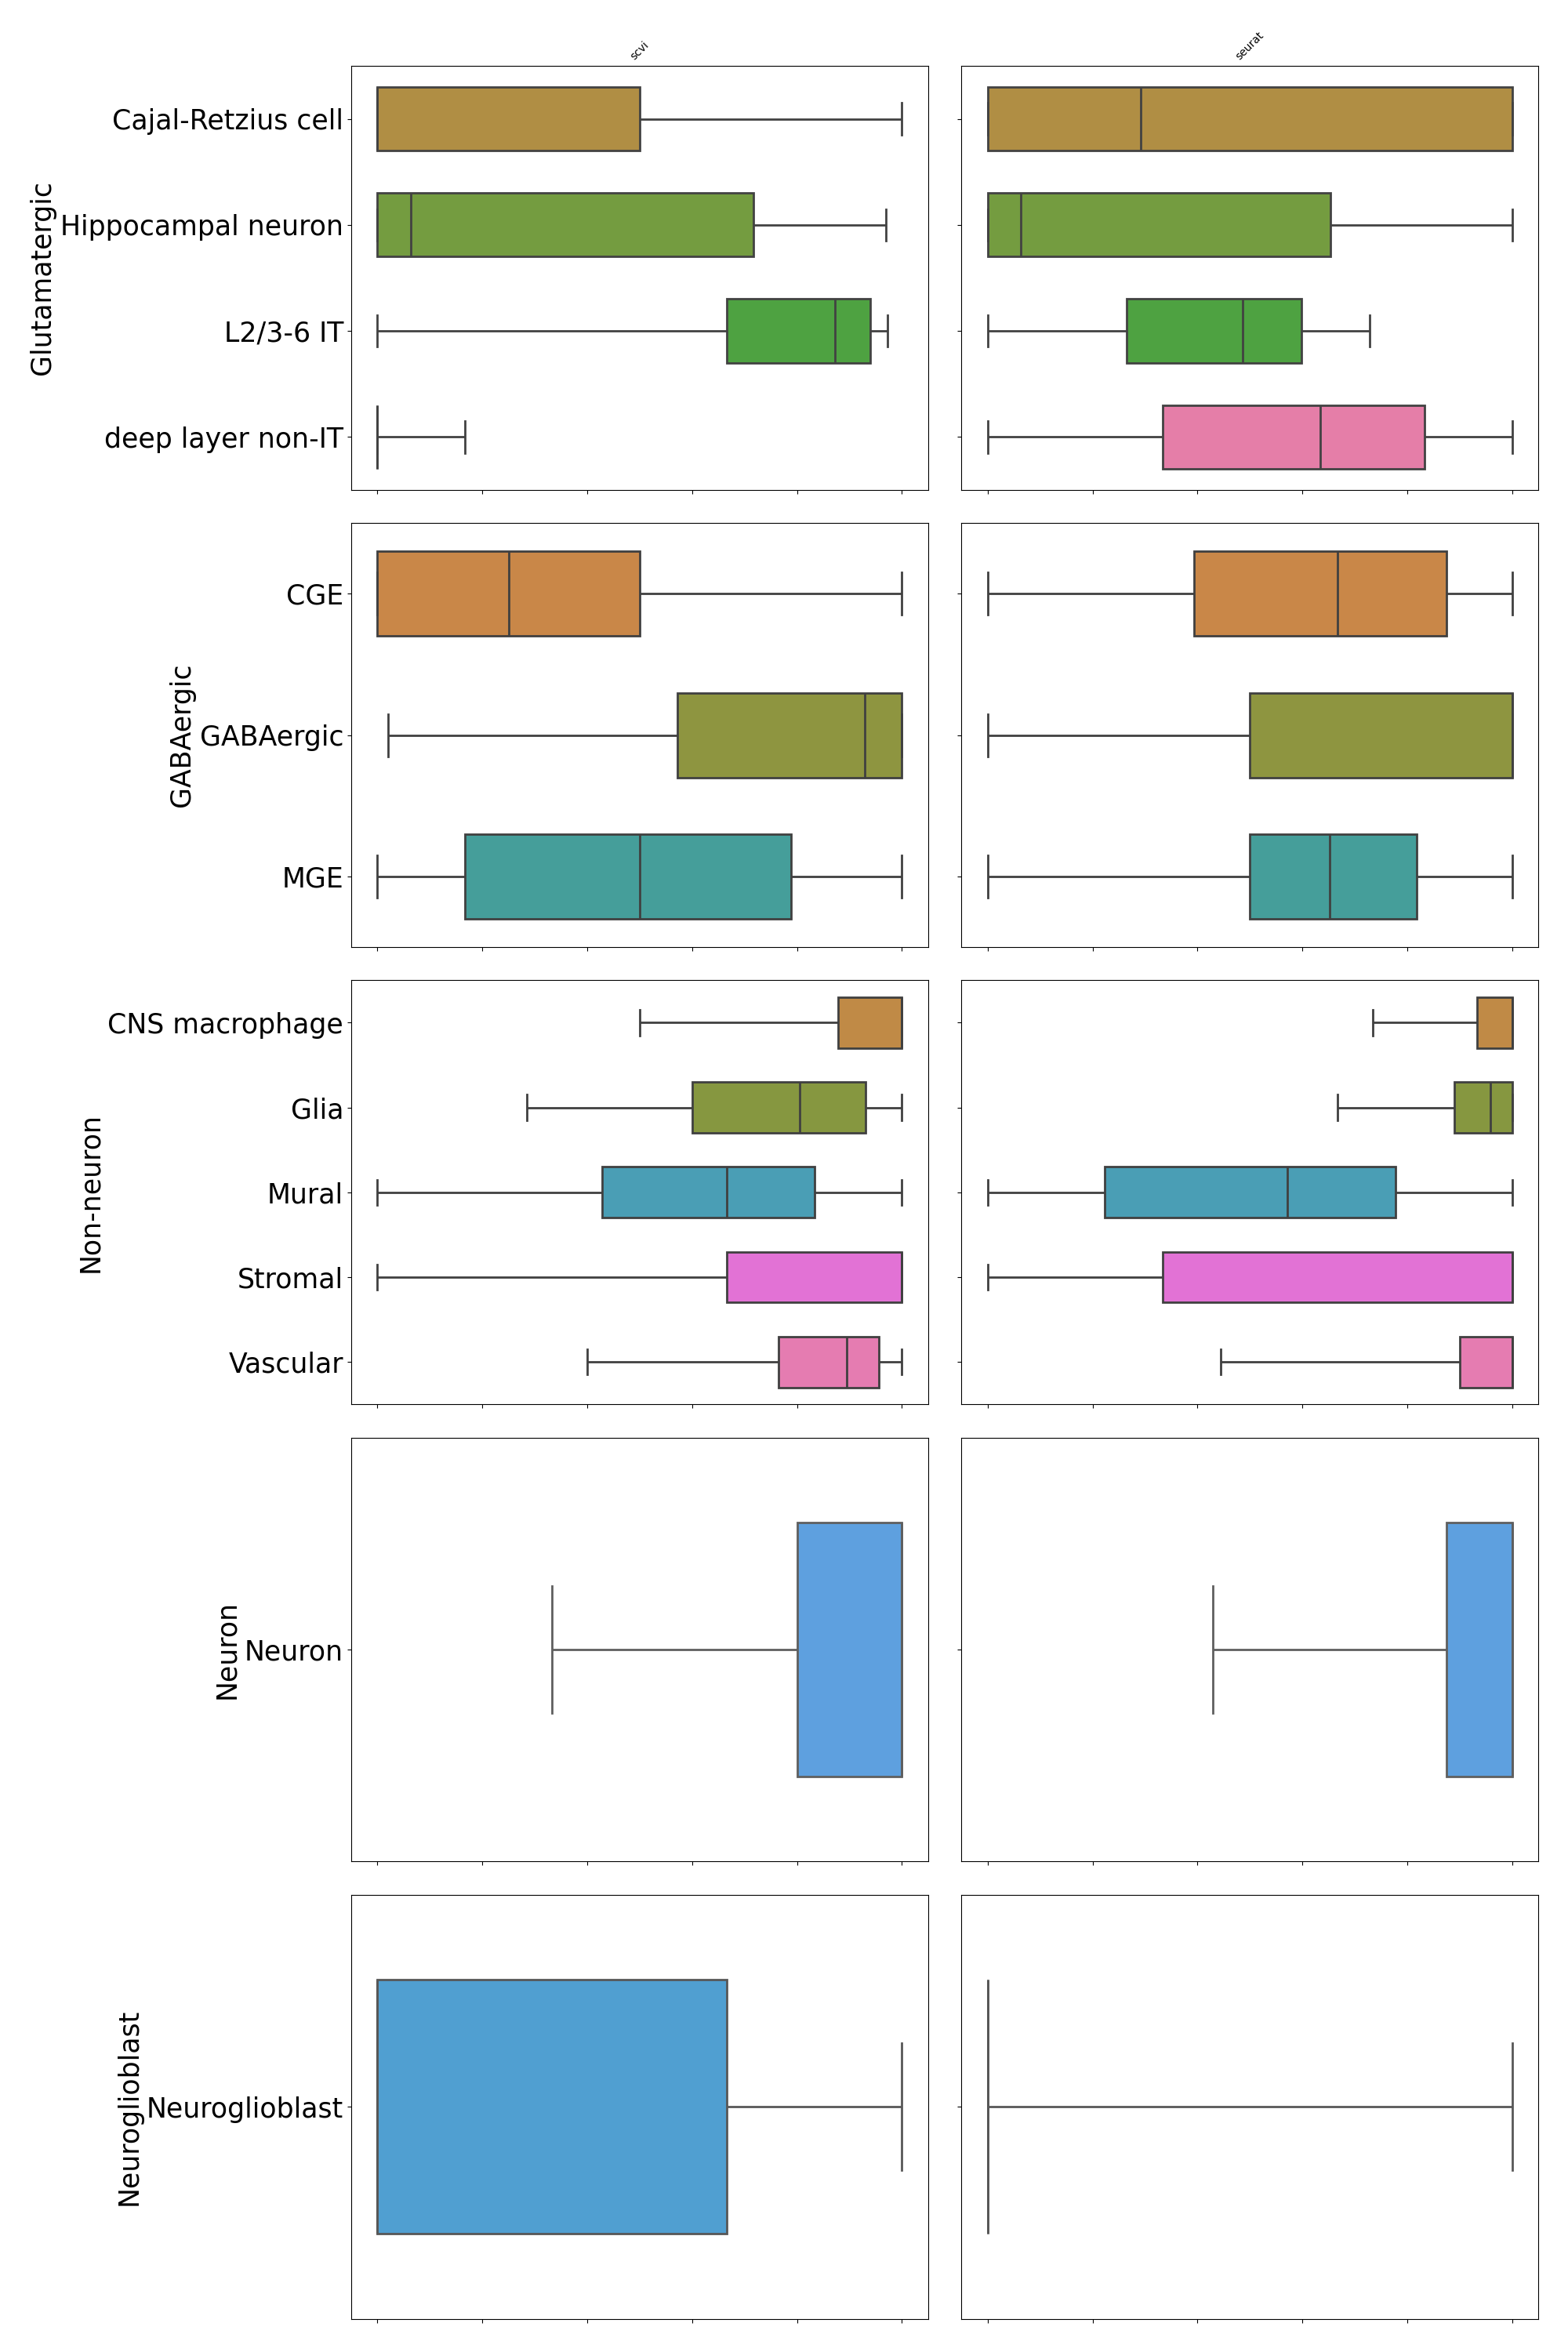 scvi
seurat
Glutamatergic
Cajal-Retzius cell
Hippocampal neuron
L2/3-6 IT
deep layer non-IT
GABAergic
CGE
GABAergic
MGE
Non-neuron
CNS macrophage
Glia
Mural
Stromal
Vascular
Neuron
Neuron
Neuroglioblast
Neuroglioblast